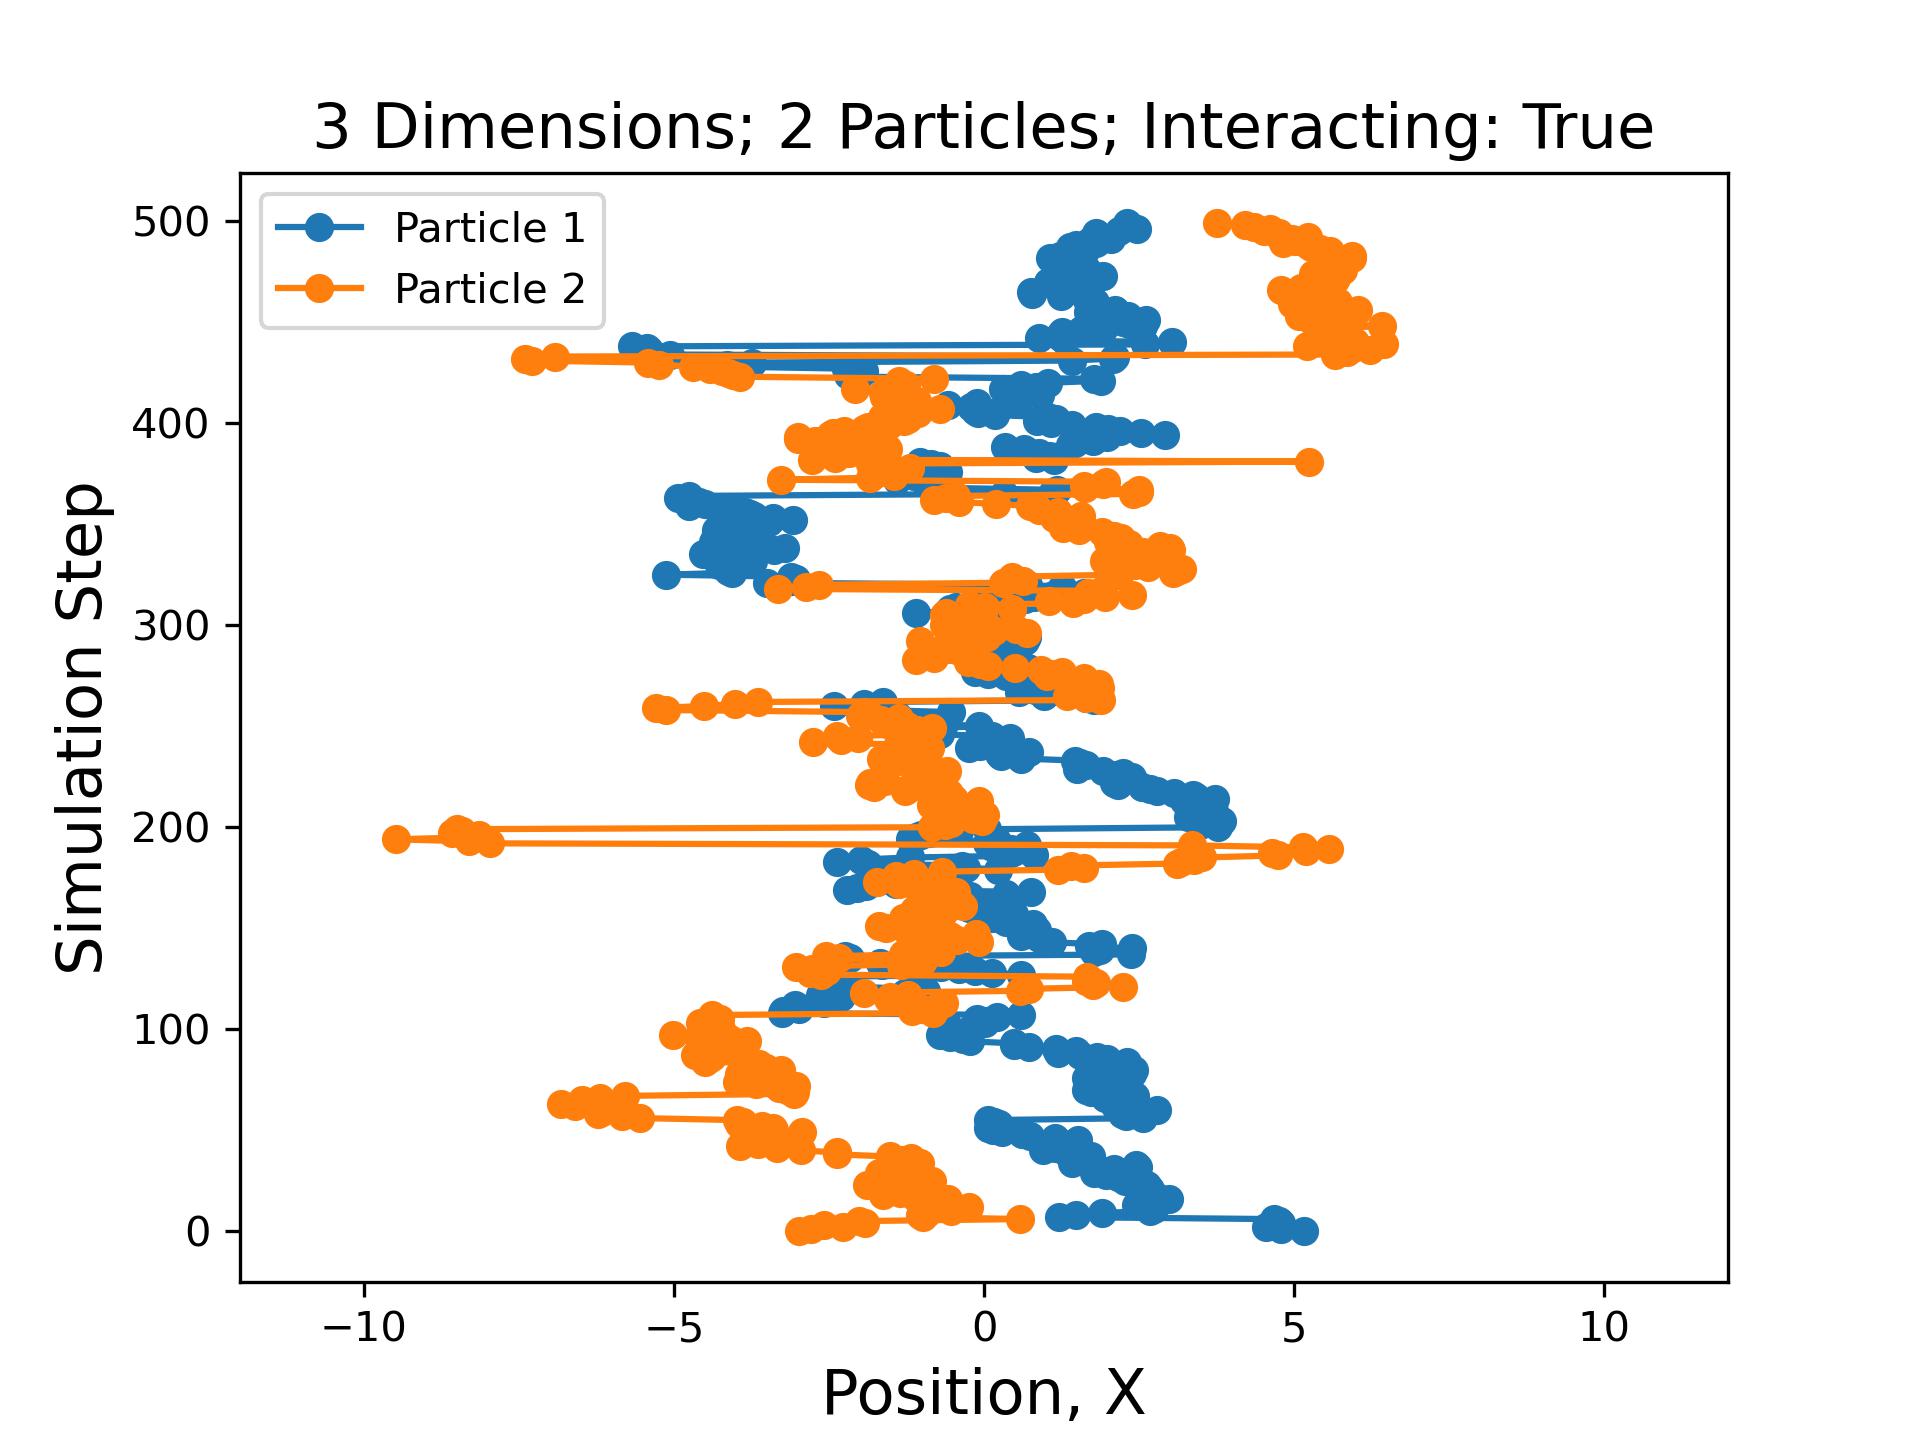 3 Dimensions; 2 Particles; Interacting: True
Particle 1
Particle 2
Simulation Step
500
400
300
200
100
0
−10
−5
0
5
10
Position, X